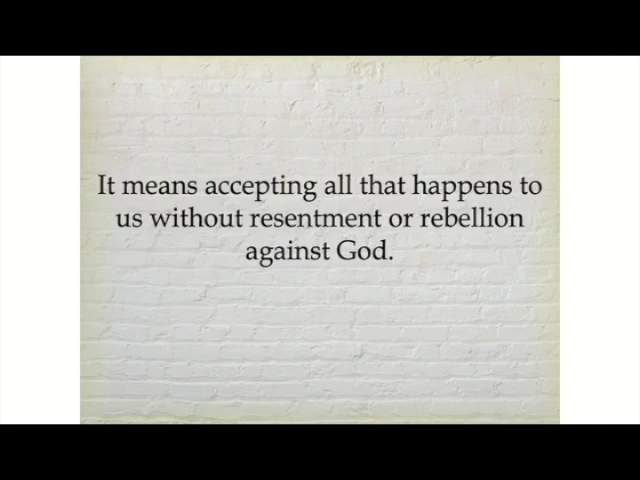 It means accepting all that happens to
us without resentment or rebellion
against God.